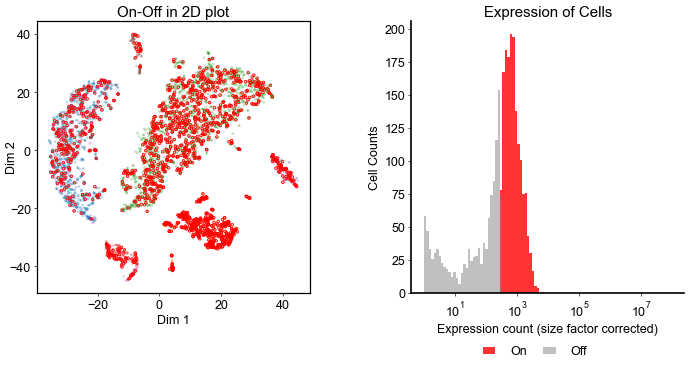 On-Off in 2D plot
Dim 2
40
20
0
−20
−40
−20
0
20
40
Dim 1
Expression of Cells
Cell Counts
200
175
150
125
100
75
50
25
0
10^1
10^3
10^5
10^7
Expression count (size factor corrected)
On
Off